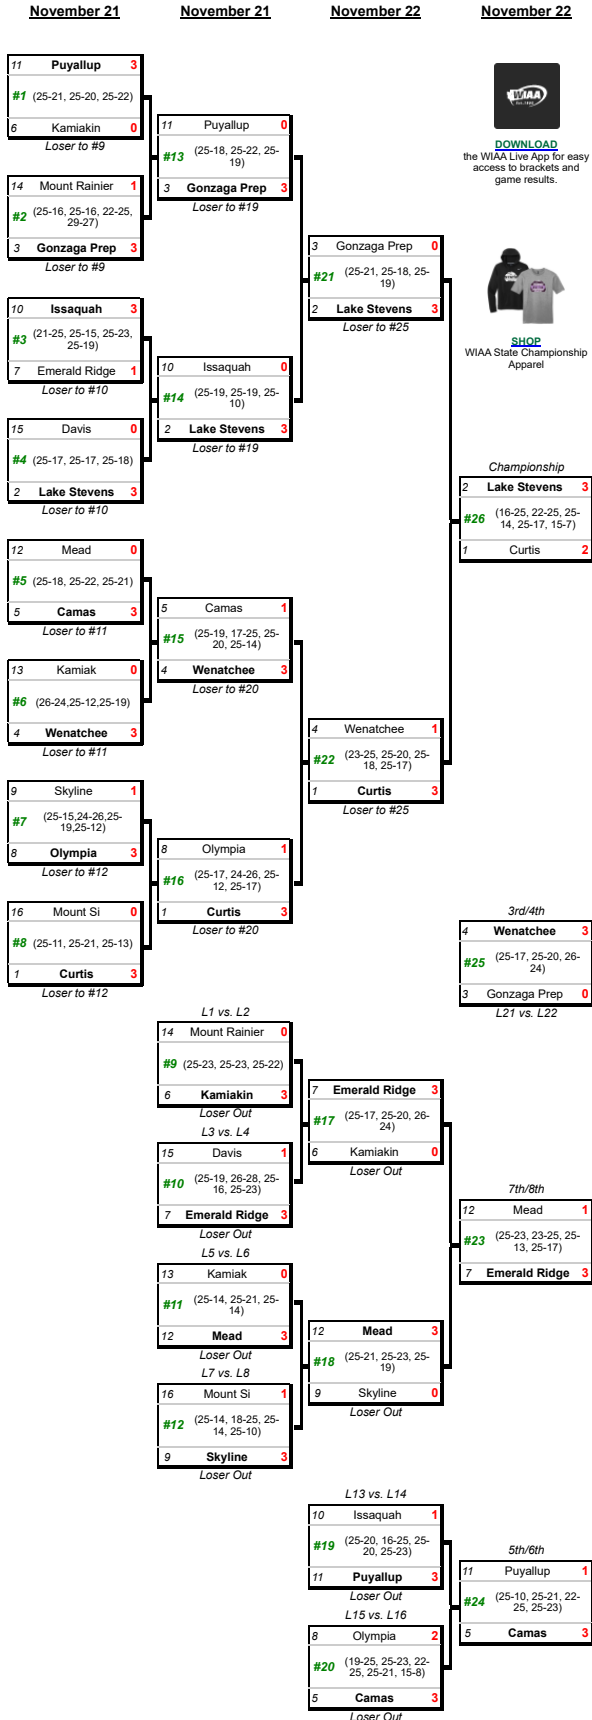 November 21
November 21
November 22
November 22
11 Puyallup 3
#1 (25-21, 25-20, 25-22)
6 Kamiakin 0
Loser to #9
14 Mount Rainier 1
#2 (25-16, 25-16, 22-25,
29-27)
3 Gonzaga Prep 3
Loser to #9
10 Issaquah 3
#3 (21-25, 25-15, 25-23,
25-19)
7 Emerald Ridge 1
Loser to #10
15 Davis 0
#4 (25-17, 25-17, 25-18)
2 Lake Stevens 3
Loser to #10
12 Mead 0
#5 (25-18, 25-22, 25-21)
5 Camas 3
Loser to #11
13 Kamiak 0
#6 (26-24,25-12,25-19)
4 Wenatchee 3
Loser to #11
9 Skyline 1
#7 (25-15,24-26,25-
19,25-12)
8 Olympia 3
Loser to #12
16 Mount Si 0
#8 (25-11, 25-21, 25-13)
1 Curtis 3
Loser to #12
11 Puyallup 0
#13 (25-18, 25-22, 25-
19)
3 Gonzaga Prep 3
Loser to #19
10 Issaquah 0
#14 (25-19, 25-19, 25-
10)
2 Lake Stevens 3
Loser to #19
5 Camas 1
#15 (25-19, 17-25, 25-
20, 25-14)
4 Wenatchee 3
Loser to #20
8 Olympia 1
#16 (25-17, 24-26, 25-
12, 25-17)
1 Curtis 3
Loser to #20
L1 vs. L2
14 Mount Rainier 0
#9 (25-23, 25-23, 25-22)
6 Kamiakin 3
Loser Out
L3 vs. L4
15 Davis 1
#10 (25-19, 26-28, 25-
16, 25-23)
7 Emerald Ridge 3
Loser Out
L5 vs. L6
13 Kamiak 0
#11 (25-14, 25-21, 25-
14)
12 Mead 3
Loser Out
L7 vs. L8
16 Mount Si 1
#12 (25-14, 18-25, 25-
14, 25-10)
9 Skyline 3
Loser Out
3 Gonzaga Prep 0
#21 (25-21, 25-18, 25-
19)
2 Lake Stevens 3
Loser to #25
4 Wenatchee 1
#22 (23-25, 25-20, 25-
18, 25-17)
1 Curtis 3
Loser to #25
7 Emerald Ridge 3
#17 (25-17, 25-20, 26-
24)
6 Kamiakin 0
Loser Out
12 Mead 3
#18 (25-21, 25-23, 25-
19)
9 Skyline 0
Loser Out
L13 vs. L14
10 Issaquah 1
#19 (25-20, 16-25, 25-
20, 25-23)
11 Puyallup 3
Loser Out
L15 vs. L16
8 Olympia 2
#20 (19-25, 25-23, 22-
25, 25-21, 15-8)
5 Camas 3
Loser Out
WIAA
DOWNLOAD
the WIAA Live App for easy
access to brackets and
game results.
SHOP
WIAA State Championship
Apparel
Championship
2 Lake Stevens 3
#26 (16-25, 22-25, 25-
14, 25-17, 15-7)
1 Curtis 2
3rd/4th
4 Wenatchee 3
#25 (25-17, 25-20, 26-
24)
3 Gonzaga Prep 0
L21 vs. L22
7th/8th
12 Mead 1
#23 (25-23, 23-25, 25-
13, 25-17)
7 Emerald Ridge 3
5th/6th
11 Puyallup 1
#24 (25-10, 25-21, 22-
25, 25-23)
5 Camas 3